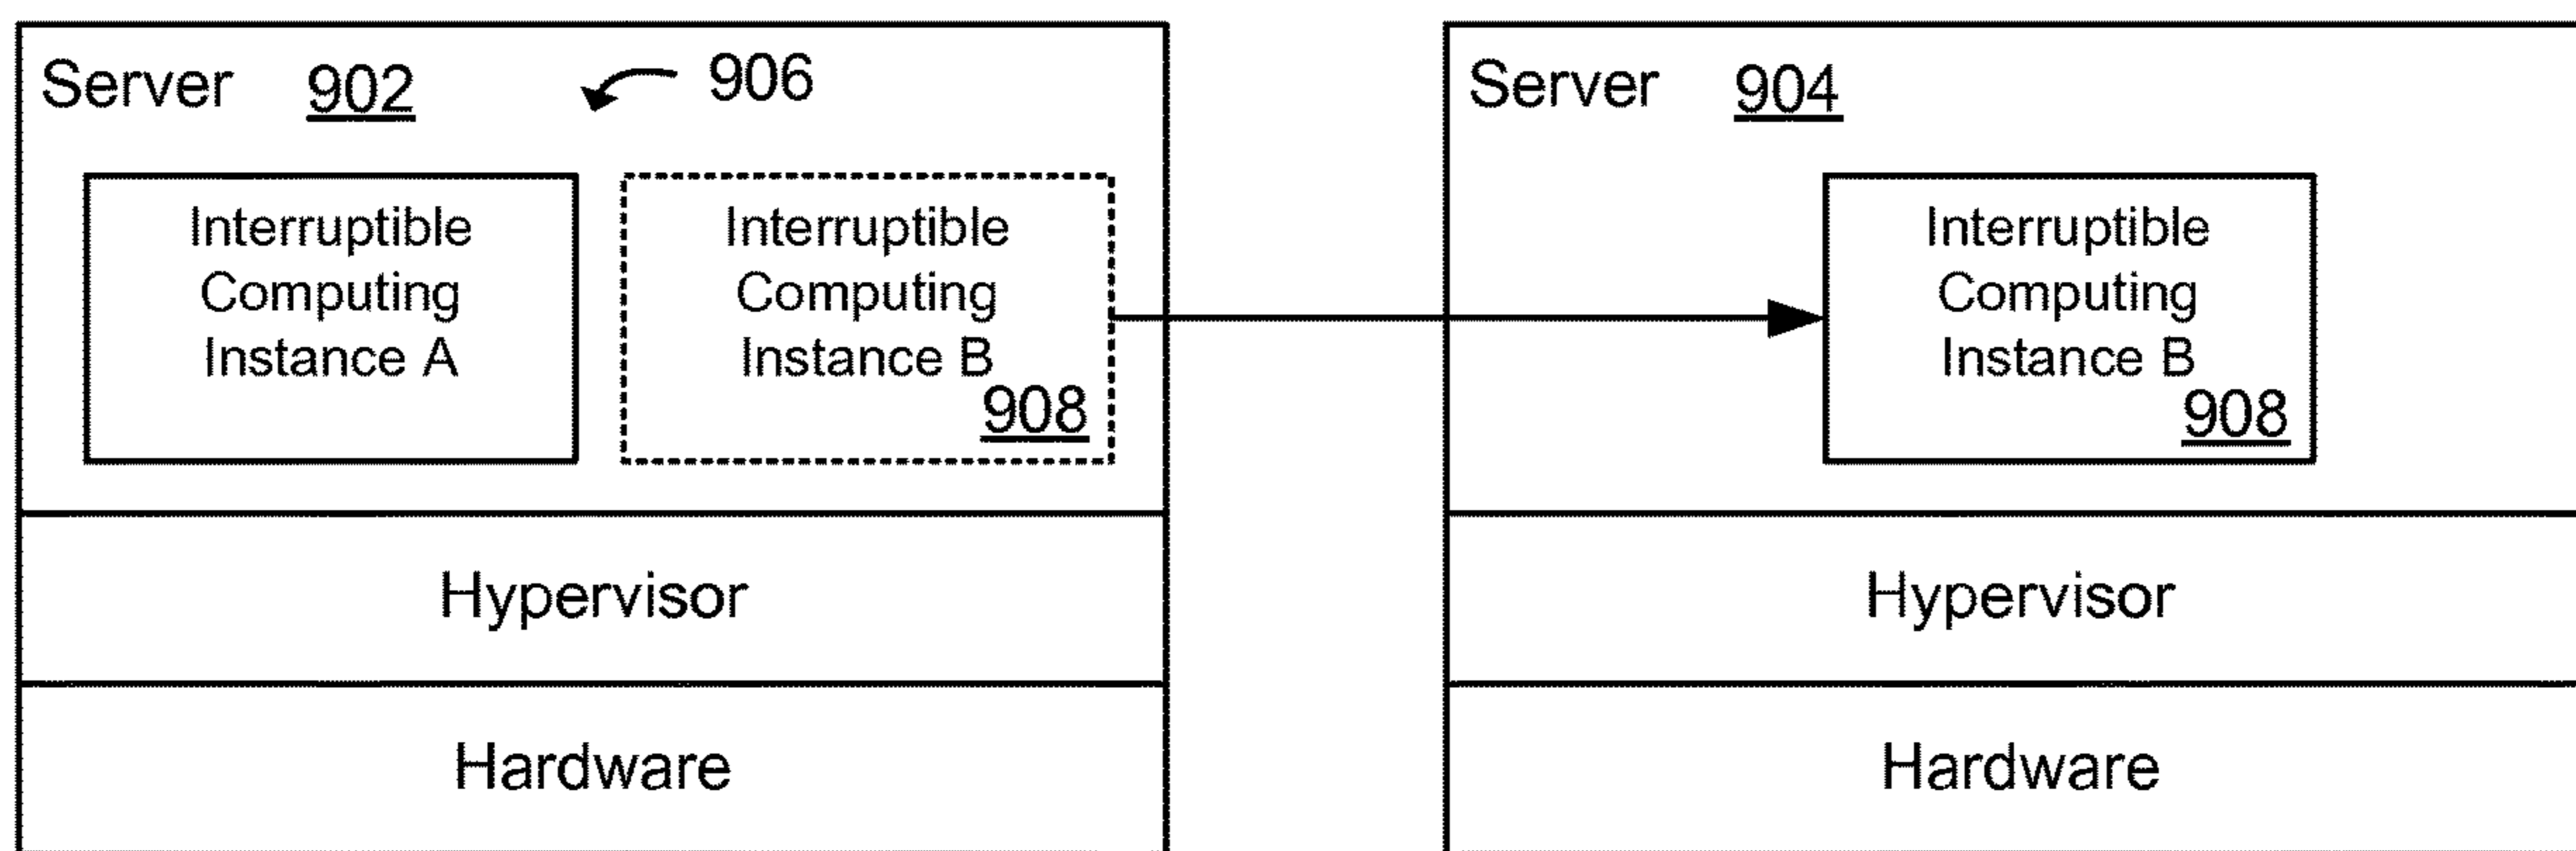 Server 902 906
Interruptible
Computing
Instance A
Interruptible
Computing
Instance B
908
Hypervisor
Hardware
Server 904
Interruptible
Computing
Instance B
908
Hypervisor
Hardware